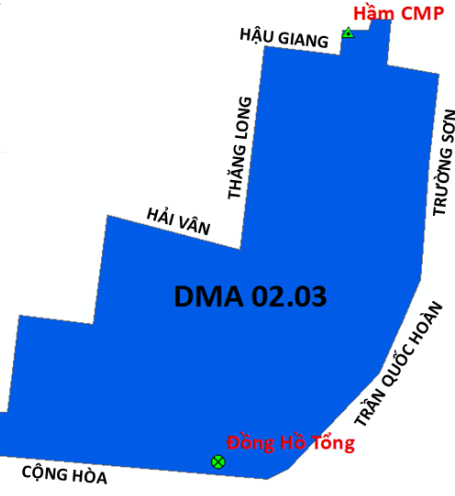 Hầm CMP
HẬU GIANG
THĂNG LONG
TRƯỜNG SƠN
HẢI VÂN
DMA 02.03
TRẦN QUỐC HOÀN
Đồng Hồ Tổng
CỘNG HÒA